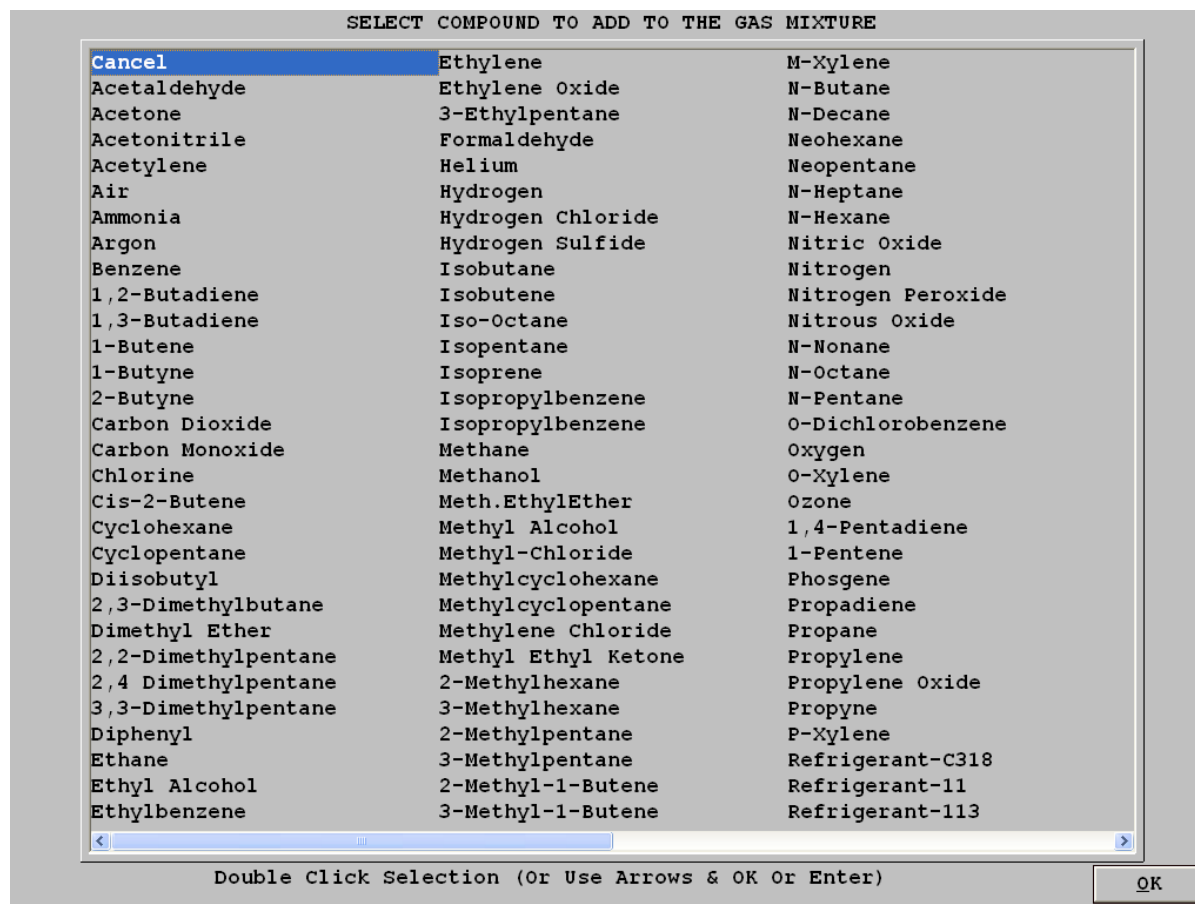 SELECT COMPOUND TO ADD TO THE GAS MIXTURE
Cancel
Acetaldehyde
Acetone
Acetonitrile
Acetylene
Air
Ammonia
Argon
Benzene
1,2-Butadiene
1,3-Butadiene
1-Butene
1-Butyne
2-Butyne
Carbon Dioxide
Carbon Monoxide
Chlorine
Cis-2-Butene
Cyclohexane
Cyclopentane
Diisobutyl
2,3-Dimethylbutane
Dimethyl Ether
2,2-Dimethylpentane
2,4 Dimethylpentane
3,3-Dimethylpentane
Diphenyl
Ethane
Ethyl Alcohol
Ethylbenzene
Ethylene
Ethylene Oxide
3-Ethylpentane
Formaldehyde
Helium
Hydrogen
Hydrogen Chloride
Hydrogen Sulfide
Isobutane
Isobutene
Iso-Octane
Isopentane
Isoprene
Isopropylbenzene
Isopropylbenzene
Methane
Methanol
Meth.EthylEther
Methyl Alcohol
Methyl-Chloride
Methylcyclohexane
Methylcyclopentane
Methylene Chloride
Methyl Ethyl Ketone
2-Methylhexane
3-Methylhexane
2-Methylpentane
3-Methylpentane
2-Methyl-1-Butene
3-Methyl-1-Butene
M-Xylene
N-Butane
N-Decane
Neohexane
Neopentane
N-Heptane
N-Hexane
Nitric Oxide
Nitrogen
Nitrogen Peroxide
Nitrous Oxide
N-Nonane
N-Octane
N-Pentane
O-Dichlorobenzene
Oxygen
O-Xylene
Ozone
1,4-Pentadiene
1-Pentene
Phosgene
Propadiene
Propane
Propylene
Propylene Oxide
Propyne
P-Xylene
Refrigerant-C318
Refrigerant-11
Refrigerant-113
Double Click Selection (Or Use Arrows & OK Or Enter)
OK